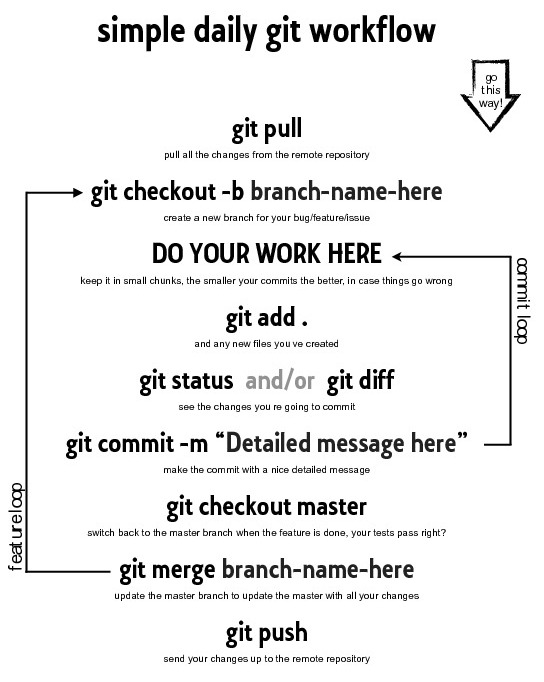 simple daily git workflow
go
this
way!
git pull
pull all the changes from the remote repository
git checkout -b branch-name-here
create a new branch for your bug/feature/issue
DO YOUR WORK HERE
keep it in small chunks, the smaller your commits the better, in case things go wrong
commit loop
git add .
and any new files you ve created
git status and/or git diff
see the changes you re going to commit
git commit -m “Detailed message here”
make the commit with a nice detailed message
git checkout master
switch back to the master branch when the feature is done, your tests pass right?
feature loop
git merge branch-name-here
update the master branch to update the master with all your changes
git push
send your changes up to the remote repository